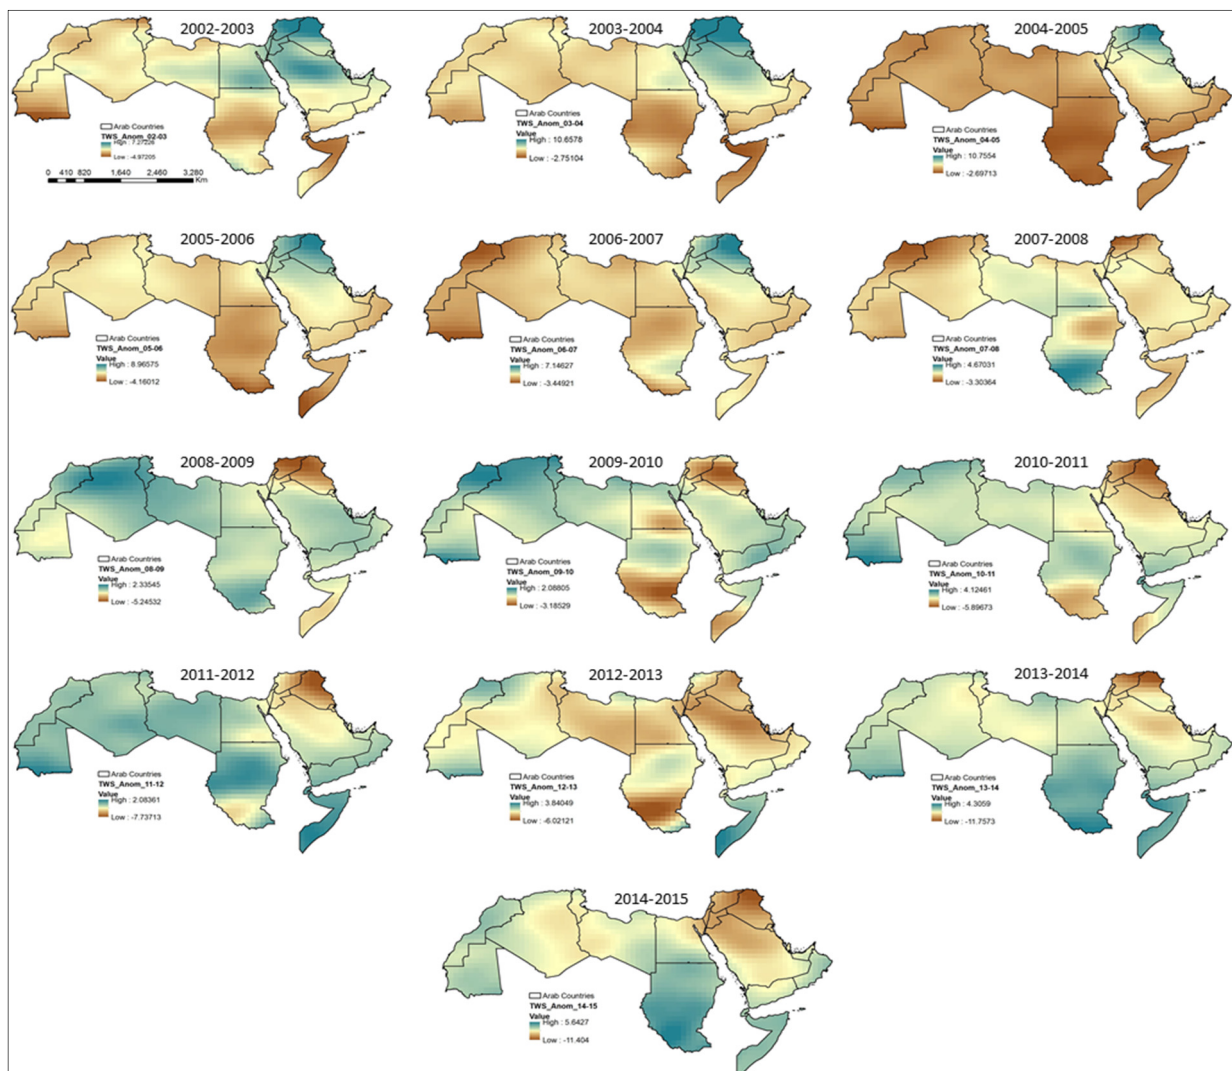 2002-2003
Arab Countries
TWS_Anom_02-03
High : 7.27226
Low : -4.97205
0 410 820 1,640 2,460 3,280
Km
2003-2004
Arab Countries
TWS_Anom_03-04
Value
High : 10.6578
Low : -2.75104
2004-2005
Arab Countries
TWS_Anom_04-05
Value
High : 10.7554
Low : -2.69713
2005-2006
Arab Countries
TWS_Anom_05-06
Value
High : 8.96575
Low : -4.16012
2006-2007
Arab Countries
TWS_Anom_06-07
Value
High : 7.14627
Low : -3.44921
2007-2008
Arab Countries
TWS_Anom_07-08
Value
High : 4.67031
Low : -3.30364
2008-2009
Arab Countries
TWS_Anom_08-09
Value
High : 2.33545
Low : -5.24532
2009-2010
Arab Countries
TWS_Anom_09-10
Value
High : 2.08805
Low : -3.18529
2010-2011
Arab Countries
TWS_Anom_10-11
Value
High : 4.12461
Low : -5.89673
2011-2012
Arab Countries
TWS_Anom_11-12
Value
High : 2.08361
Low : -7.73713
2012-2013
Arab Countries
TWS_Anom_12-13
Value
High : 3.84049
Low : -6.02121
2013-2014
Arab Countries
TWS_Anom_13-14
Value
High : 4.3059
Low : -11.7573
2014-2015
Arab Countries
TWS_Anom_14-15
Value
High : 5.6427
Low : -11.404